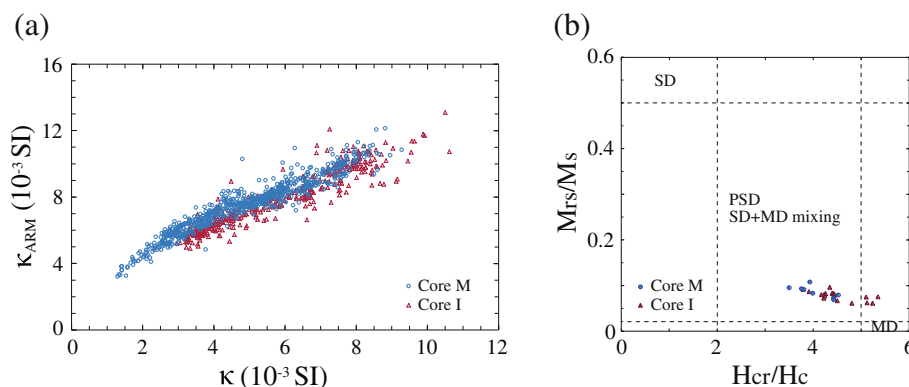 (a)
16
12
8
4
0
κARM (10⁻³ SI)
Core M
Core I
0 2 4 6 8 10 12
κ (10⁻³ SI)
(b)
0.6
0.4
0.2
0
Mrs/Ms
SD
PSD
SD+MD mixing
Core M
Core I
MD
0 2 4 6
Hcr/Hc